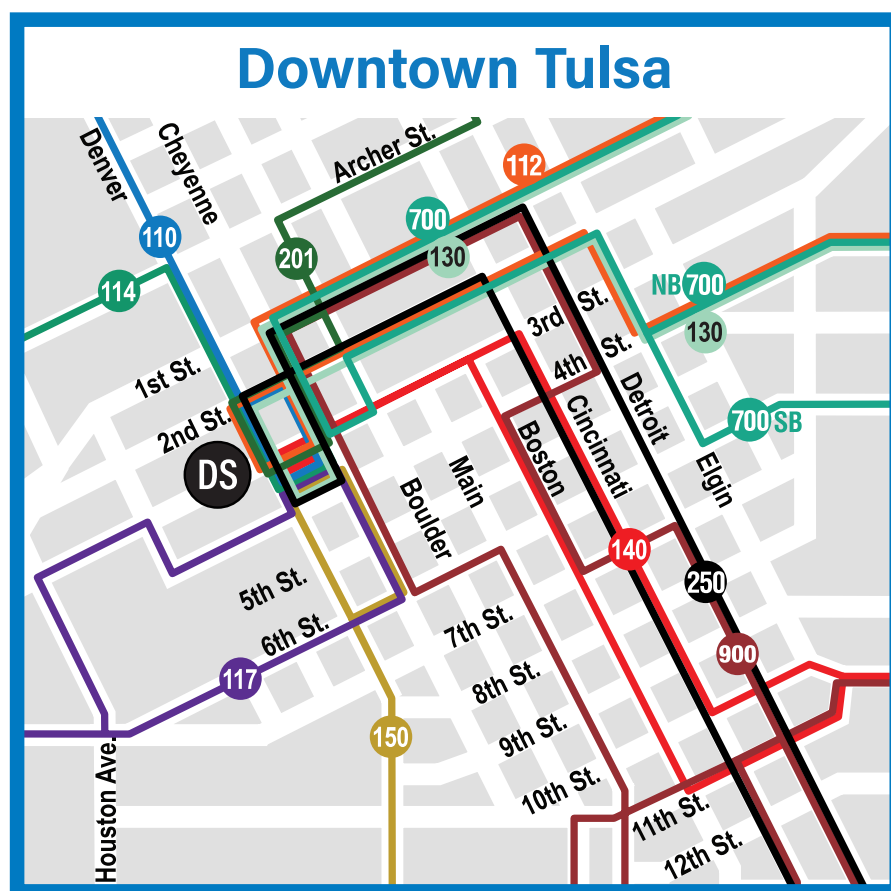 Downtown Tulsa
Denver
Cheyenne
Archer St.
112
700
110
201
130
114
NB 700
130
3rd St.
4th St.
1st St.
2nd St.
Detroit
Cincinnati
700 SB
Boston
Elgin
DS
Main
Boulder
140
250
5th St.
6th St.
7th St.
900
117
8th St.
150
9th St.
10th St.
Houston Ave.
11th St.
12th St.